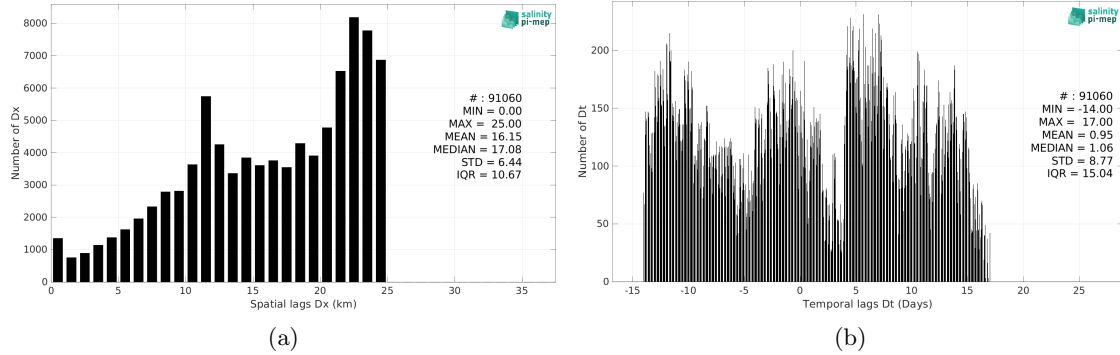 8000
7000
6000
5000
4000
3000
2000
1000
0
Number of Dx
0
5
10
15
20
25
30
35
Spatial lags Dx (km)
salinity
pi-mep
# : 91060
MIN = 0.00
MAX = 25.00
MEAN = 16.15
MEDIAN = 17.08
STD = 6.44
IQR = 10.67
(a)
200
150
100
50
0
Number of Dt
-15
-10
-5
0
5
10
15
20
25
Temporal lags Dt (Days)
salinity
pi-mep
# : 91060
MIN = -14.00
MAX = 17.00
MEAN = 0.95
MEDIAN = 1.06
STD = 8.77
IQR = 15.04
(b)